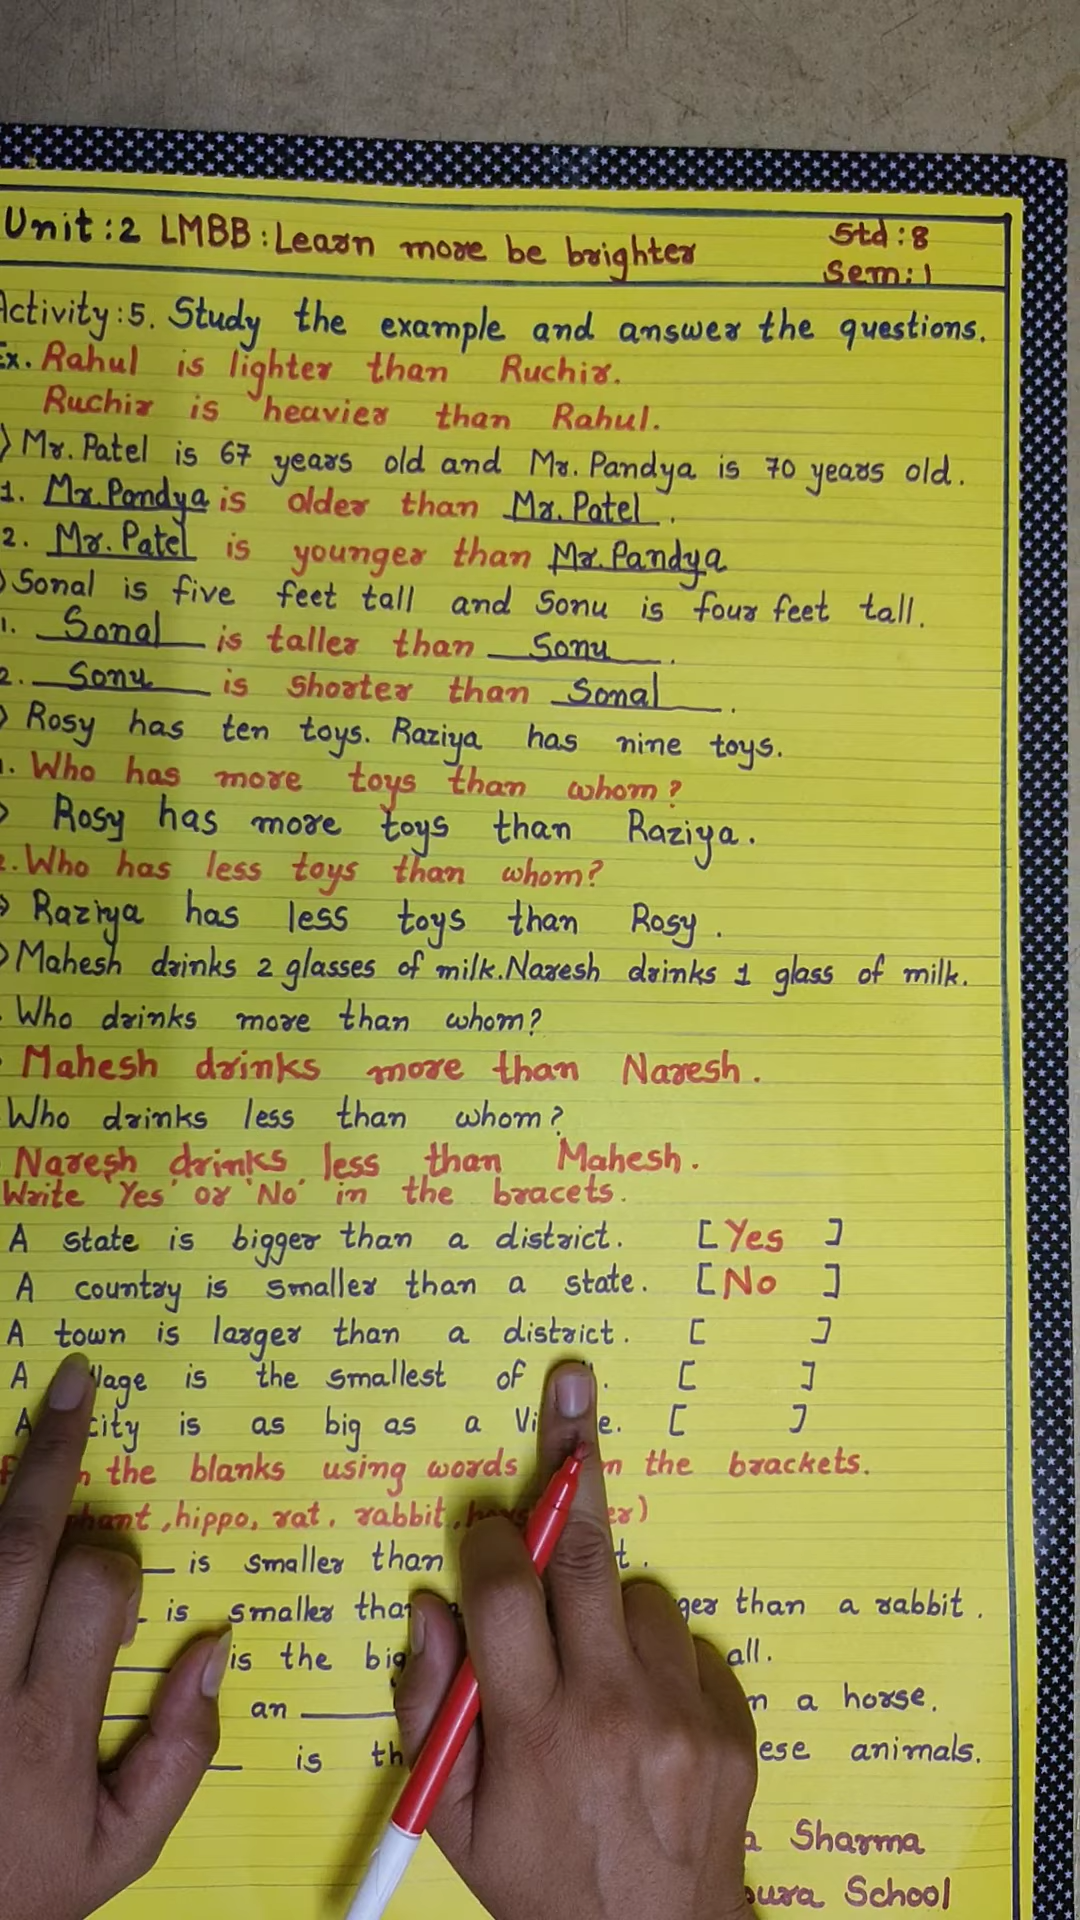 Unit:2 LMBB:Learn more be brighter
Std:8
Sem:1
Activity:5. Study the example and answer the questions.
Ex. Rahul is lighter than Ruchir.
Ruchir is heavier than Rahul.
) Mr. Patel is 67 years old and Mr. Pandya is 70 years old.
1. Mr. Pandya is older than Mr. Patel.
2. Mr. Patel is younger than Mr. Pandya
) Sonal is five feet tall and Sonu is four feet tall.
1. Sonal is taller than Sonu.
2. Sonu is shorter than Sonal.
) Rosy has ten toys. Raziya has nine toys.
1. Who has more toys than whom?
Rosy has more toys than Raziya.
2. Who has less toys than whom?
Raziya has less toys than Rosy.
) Mahesh drinks 2 glasses of milk. Naresh drinks 1 glass of milk.
Who drinks more than whom?
Mahesh drinks more than Naresh.
Who drinks less than whom?
Naresh drinks less than Mahesh.
Write 'Yes' or 'No' in the bracets.
A state is bigger than a district. [Yes ]
A country is smaller than a state. [No ]
A town is larger than a district. [ ]
A is the smallest of . [ ]
A city is as big as a . [ ]
the blanks using words the brackets.
, hippo, rat, rabbit, )
is smaller than .
is smaller than than a rabbit.
is the all.
an a horse.
is animals.
Sharma
School